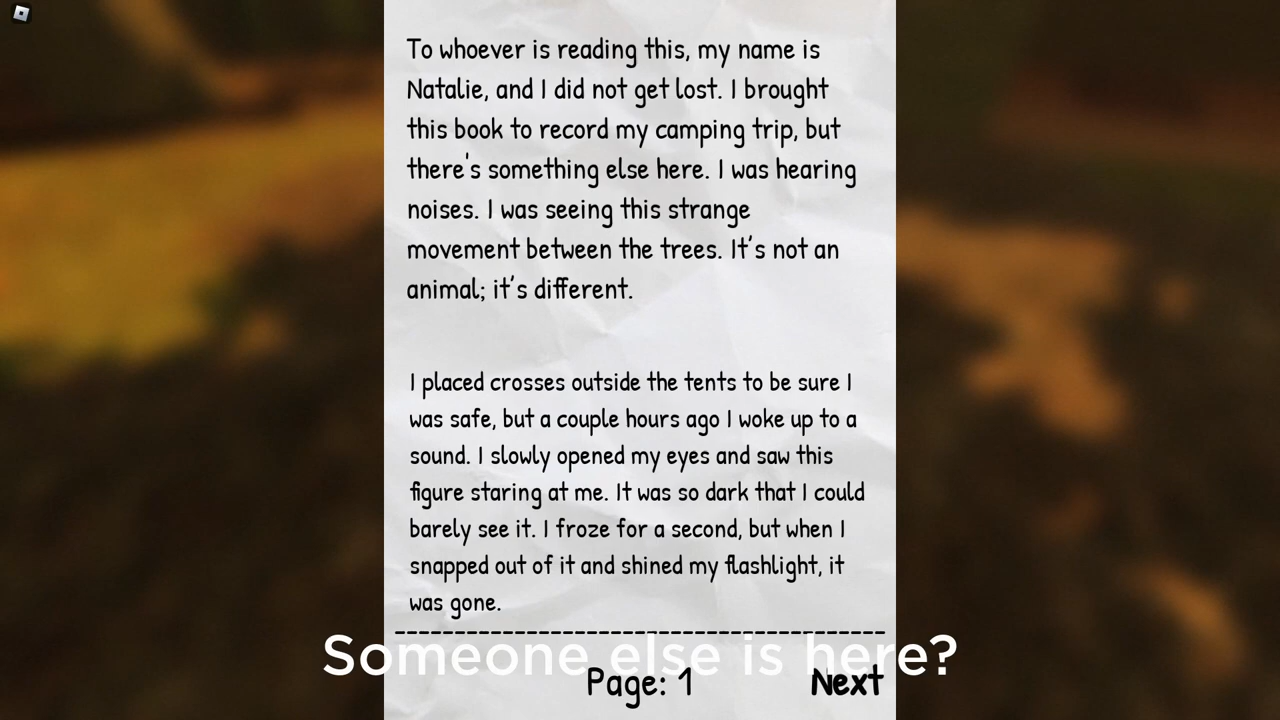 To whoever is reading this, my name is
Natalie, and I did not get lost. I brought
this book to record my camping trip, but
there's something else here. I was hearing
noises. I was seeing this strange
movement between the trees. It's not an
animal; it's different.
I placed crosses outside the tents to be sure I
was safe, but a couple hours ago I woke up to a
sound. I slowly opened my eyes and saw this
figure staring at me. It was so dark that I could
barely see it. I froze for a second, but when I
snapped out of it and shined my flashlight, it
was gone.
Someone else is here?
Page: 1
Next